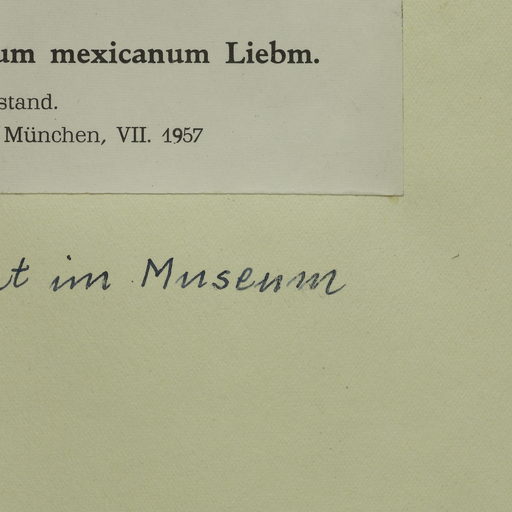 um mexicanum Liebm.
stand.
München, VII. 1957
t im Museum